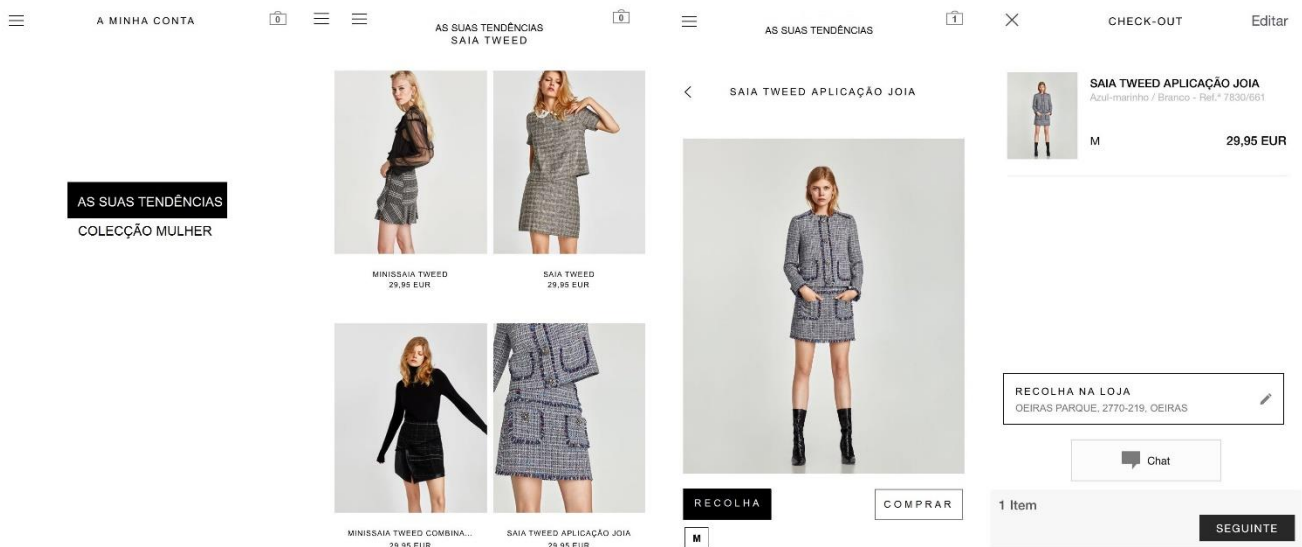 A MINHA CONTA
0
AS SUAS TENDÊNCIAS
COLECÇÃO MULHER
AS SUAS TENDÊNCIAS
SAIA TWEED
0
MINISSAIA TWEED
29,95 EUR
SAIA TWEED
29,95 EUR
MINISSAIA TWEED COMBINA...
29,95 EUR
SAIA TWEED APLICAÇÃO JOIA
29,95 EUR
AS SUAS TENDÊNCIAS
1
SAIA TWEED APLICAÇÃO JOIA
RECOLHA
COMPRAR
M
CHECK-OUT
Editar
SAIA TWEED APLICAÇÃO JOIA
Azul-marinho / Branco - Ref.ª 7830/661
M
29,95 EUR
RECOLHA NA LOJA
OEIRAS PARQUE, 2770-219, OEIRAS
Chat
1 Item
SEGUINTE